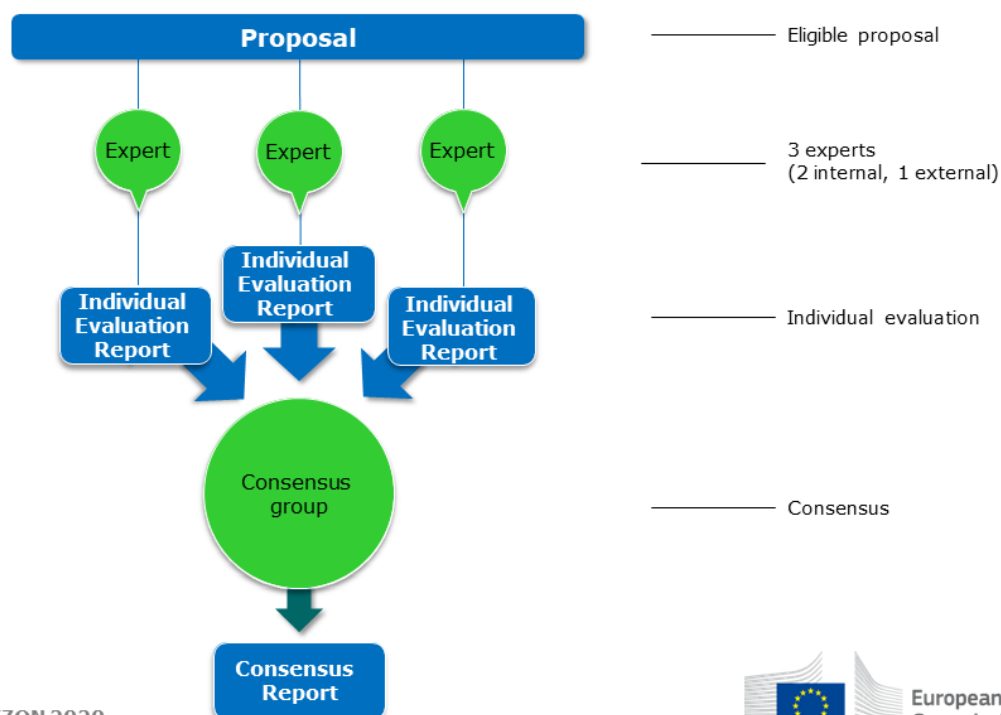 Proposal
Eligible proposal
Expert
Expert
Expert
3 experts
(2 internal, 1 external)
Individual
Evaluation
Report
Individual
Evaluation
Report
Individual
Evaluation
Report
Individual evaluation
Consensus
group
Consensus
Consensus
Report
European